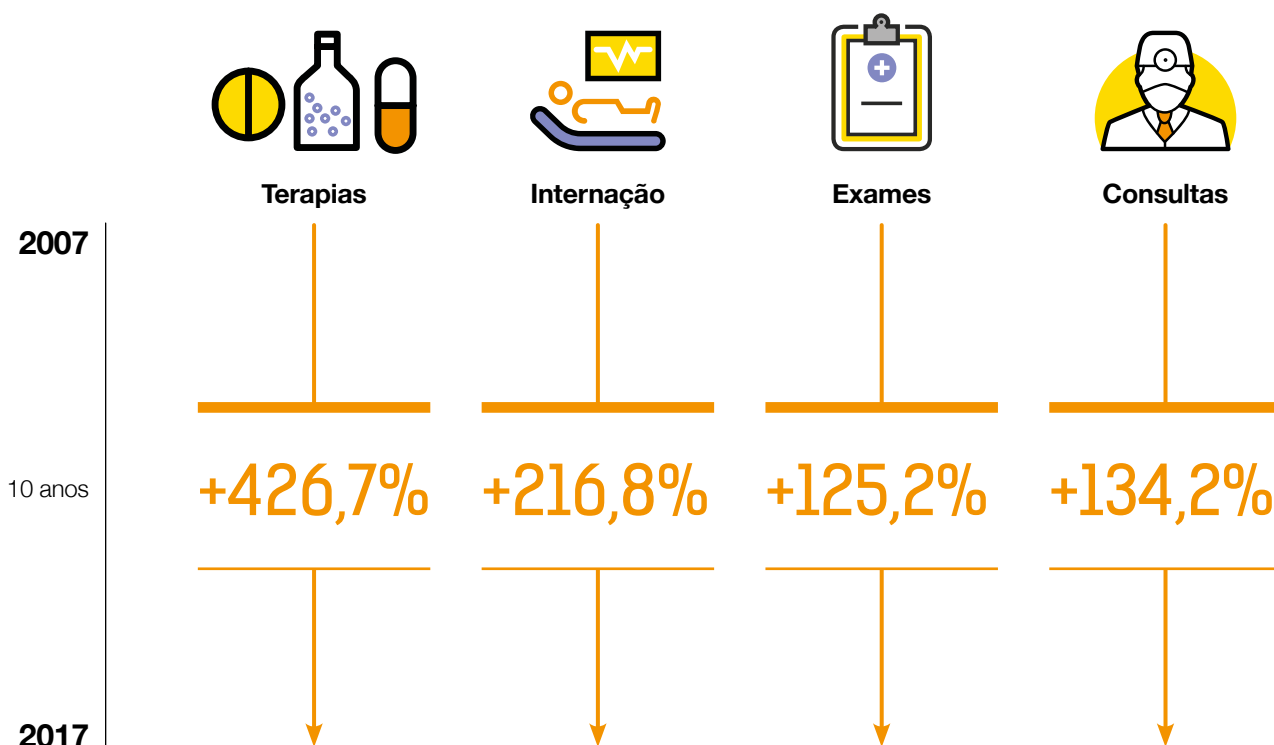 Terapias
Internação
Exames
Consultas
2007
10 anos
+426,7%
+216,8%
+125,2%
+134,2%
2017